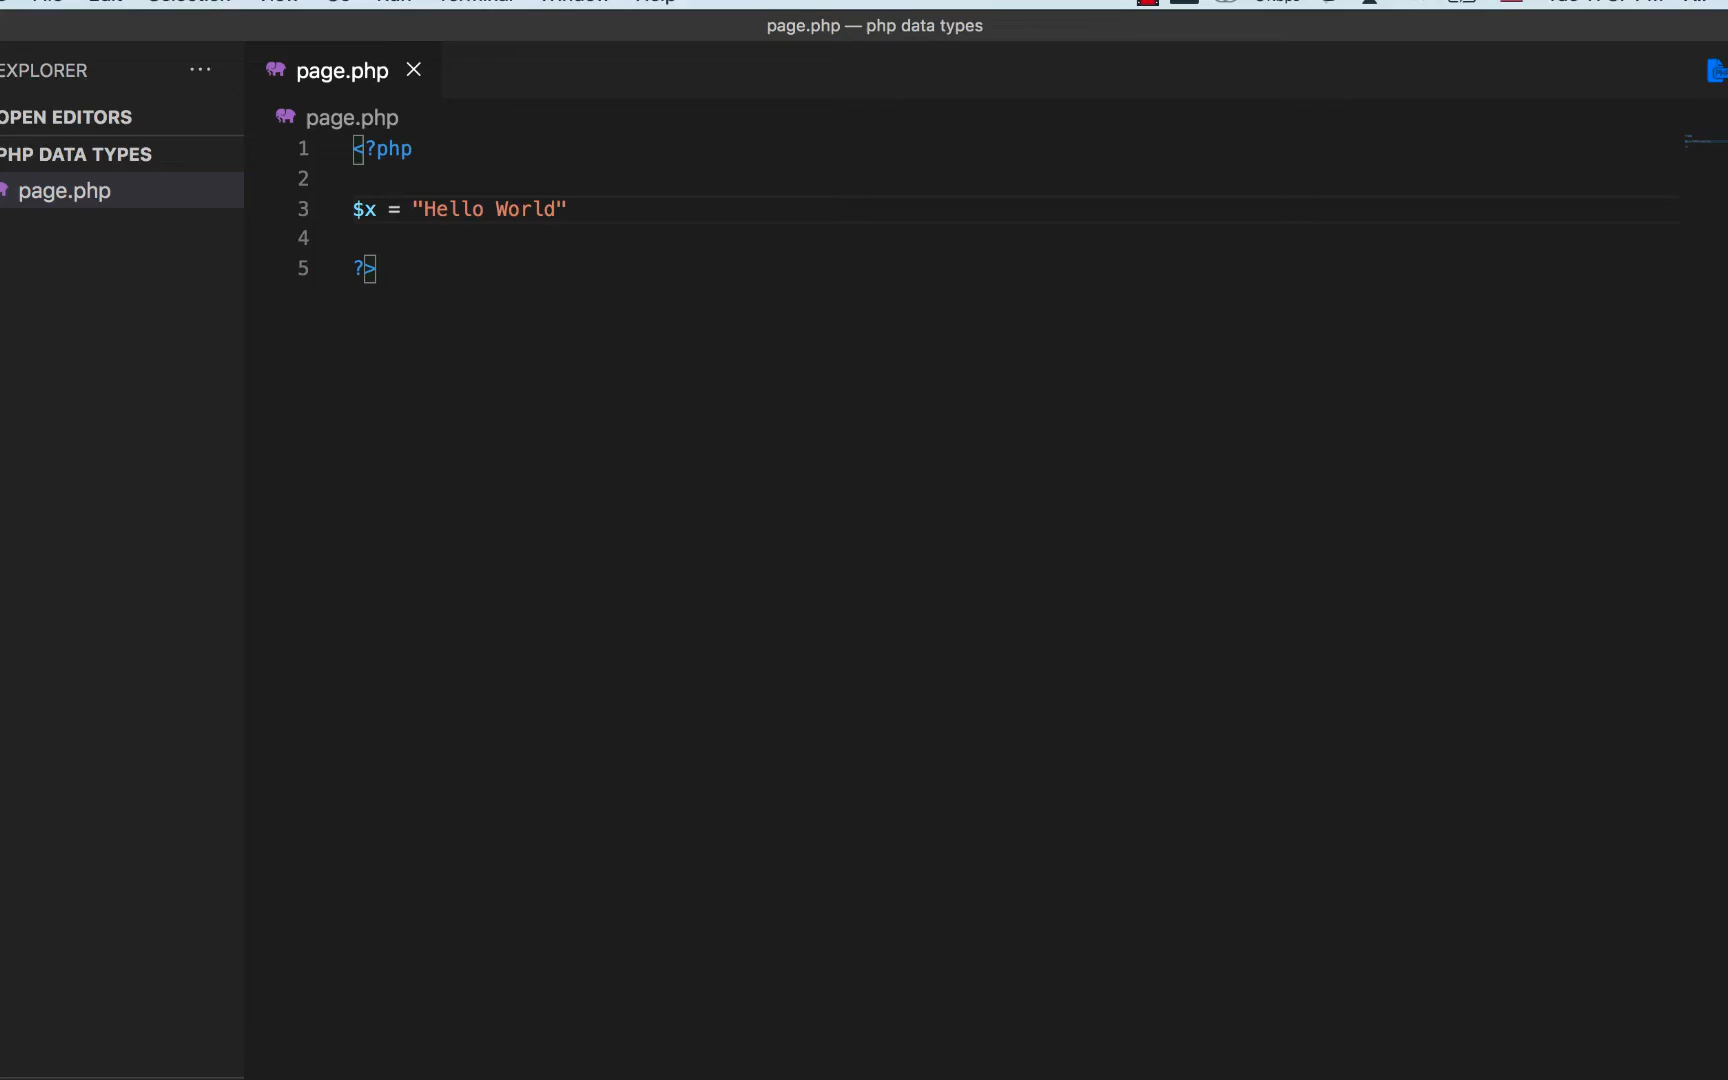 page.php — php data types
EXPLORER ...
page.php
OPEN EDITORS
page.php
PHP DATA TYPES
page.php
1 <?php
2
3 $x = "Hello World"
4
5 ?>